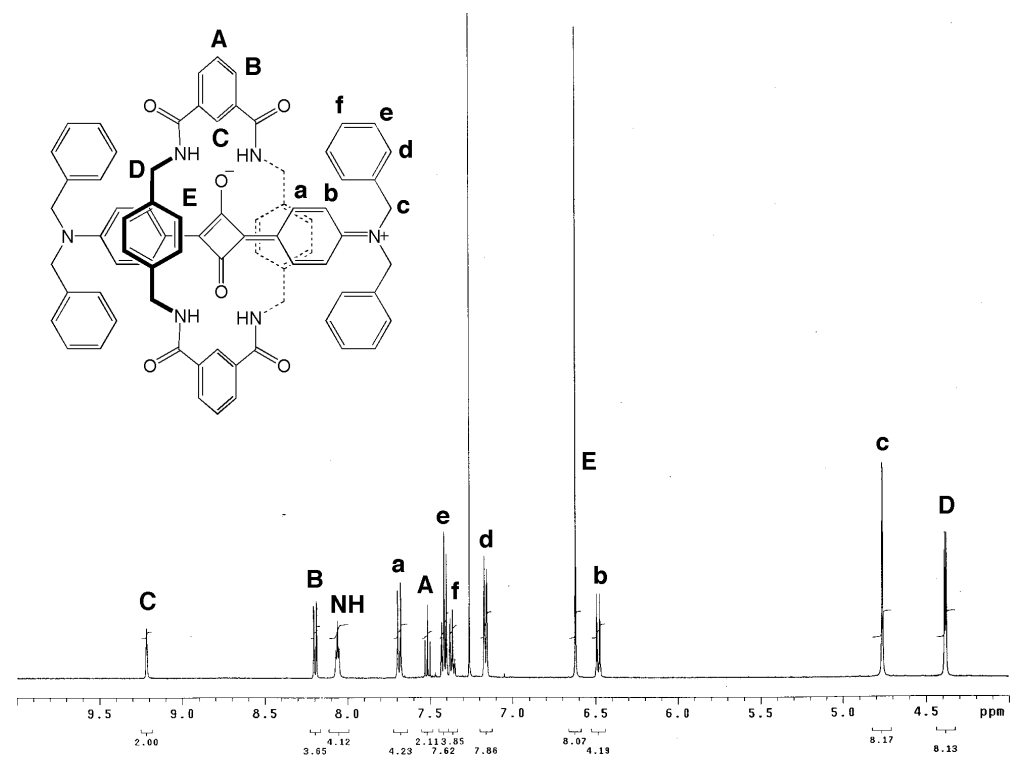 A
B
O
O
C
f
e
d
NH
HN
D
O−
E
a
b
c
N
N+
O
NH
HN
O
O
E
c
D
e
d
a
b
A
f
B
NH
C
9.5 9.0 8.5 8.0 7.5 7.0 6.5 6.0 5.5 5.0 4.5 ppm
2.00 4.12 4.23 2.11 3.85 7.86 8.07 8.17
3.65 7.62 4.19 8.13